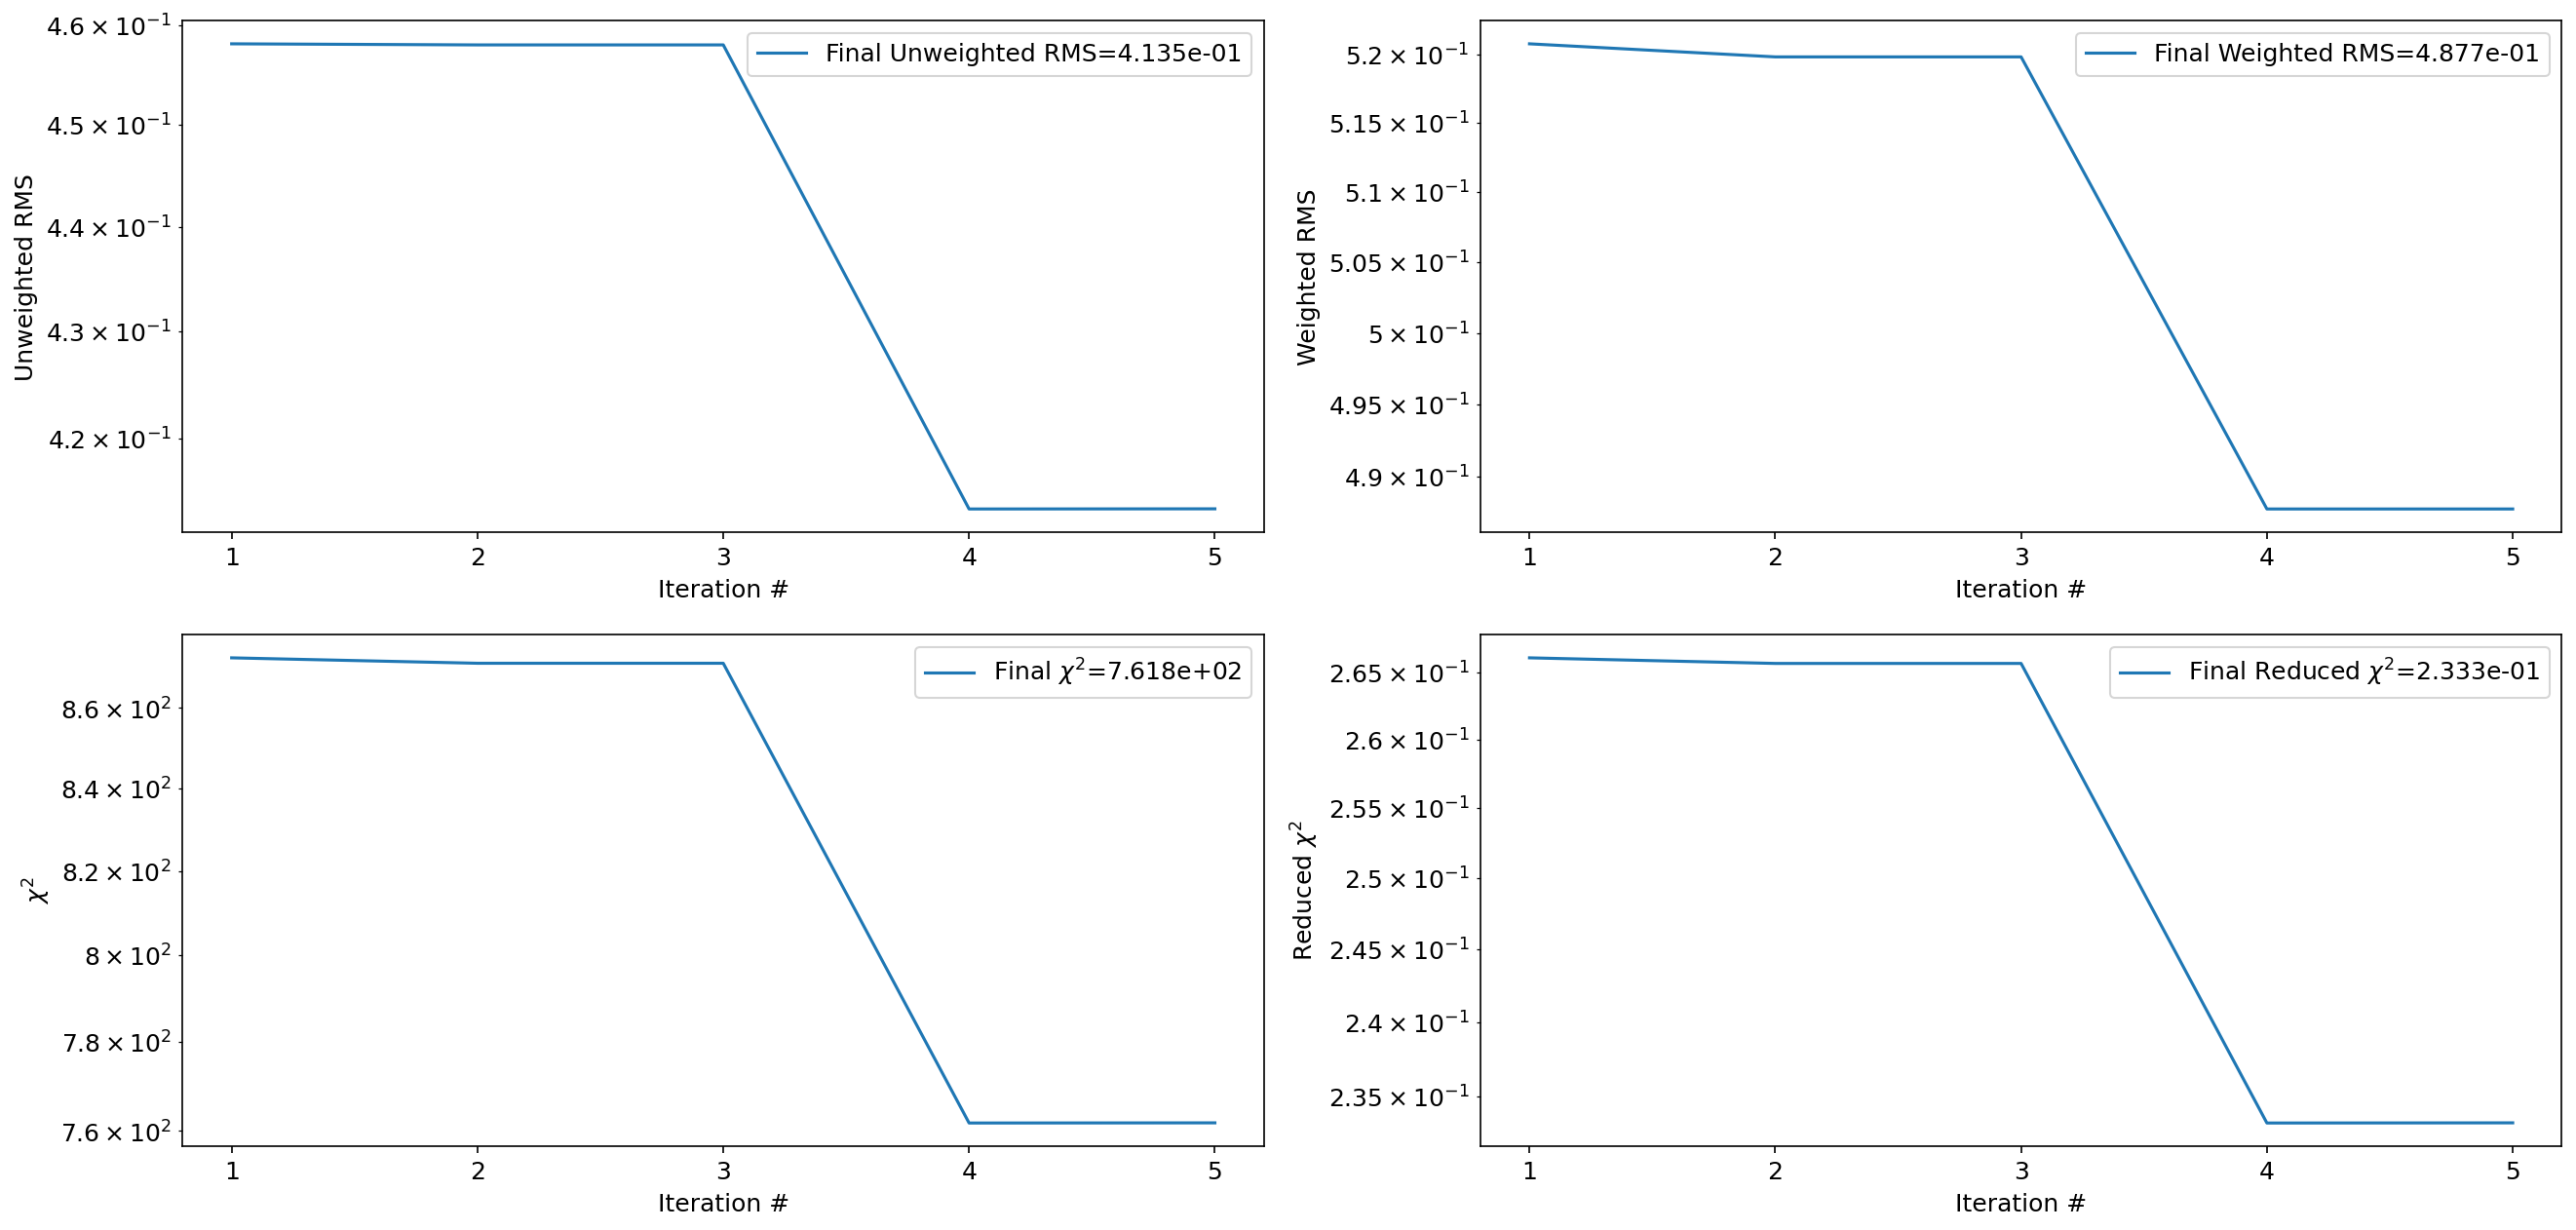 4.6 × 10⁻¹
4.5 × 10⁻¹
4.4 × 10⁻¹
4.3 × 10⁻¹
4.2 × 10⁻¹
Unweighted RMS
Final Unweighted RMS=4.135e-01
1 2 3 4 5
Iteration #
5.2 × 10⁻¹
5.15 × 10⁻¹
5.1 × 10⁻¹
5.05 × 10⁻¹
5 × 10⁻¹
4.95 × 10⁻¹
4.9 × 10⁻¹
Weighted RMS
Final Weighted RMS=4.877e-01
1 2 3 4 5
Iteration #
8.6 × 10²
8.4 × 10²
8.2 × 10²
8 × 10²
7.8 × 10²
7.6 × 10²
χ²
Final χ²=7.618e+02
1 2 3 4 5
Iteration #
2.65 × 10⁻¹
2.6 × 10⁻¹
2.55 × 10⁻¹
2.5 × 10⁻¹
2.45 × 10⁻¹
2.4 × 10⁻¹
2.35 × 10⁻¹
Reduced χ²
Final Reduced χ²=2.333e-01
1 2 3 4 5
Iteration #